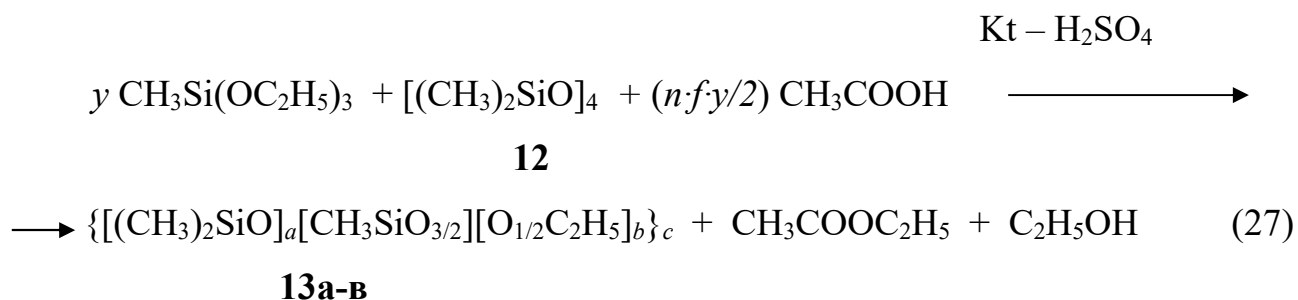 Kt – H₂SO₄
y CH₃Si(OC₂H₅)₃ + [(CH₃)₂SiO]₄ + (n·f·y/2) CH₃COOH
12
{[(CH₃)₂SiO]ₐ[CH₃SiO₃/₂][O₁/₂C₂H₅]b}c + CH₃COOC₂H₅ + C₂H₅OH (27)
13а-в